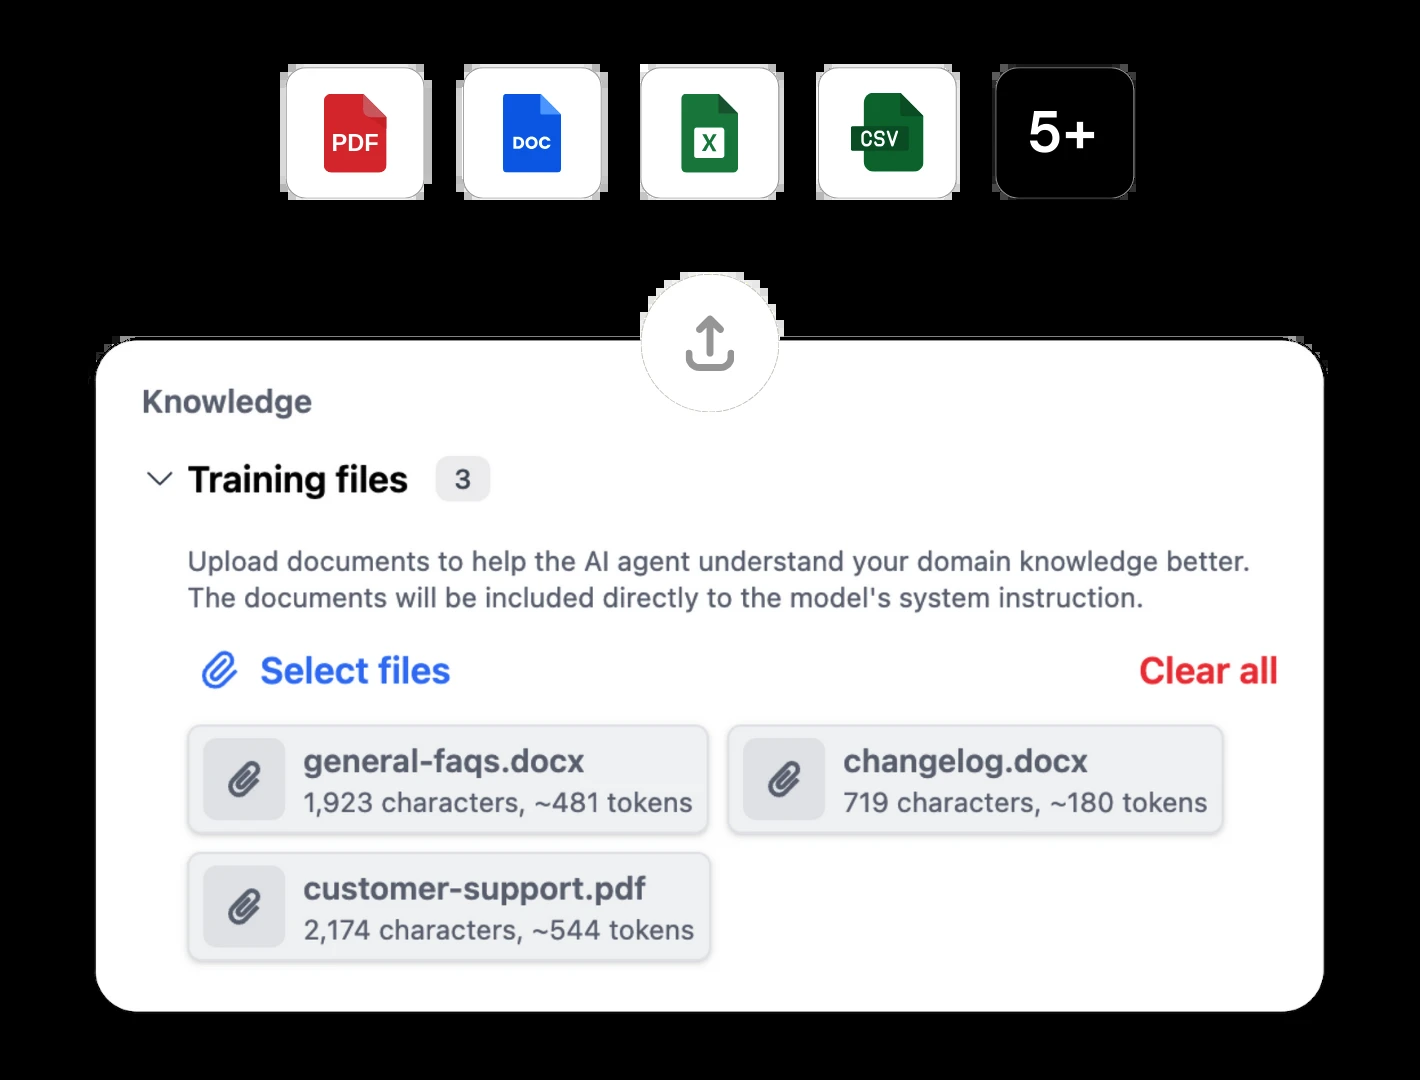 PDF
DOC
X
CSV
5+
Knowledge
Training files 3
Upload documents to help the AI agent understand your domain knowledge better.
The documents will be included directly to the model's system instruction.
Select files
Clear all
general-faqs.docx
1,923 characters, ~481 tokens
changelog.docx
719 characters, ~180 tokens
customer-support.pdf
2,174 characters, ~544 tokens